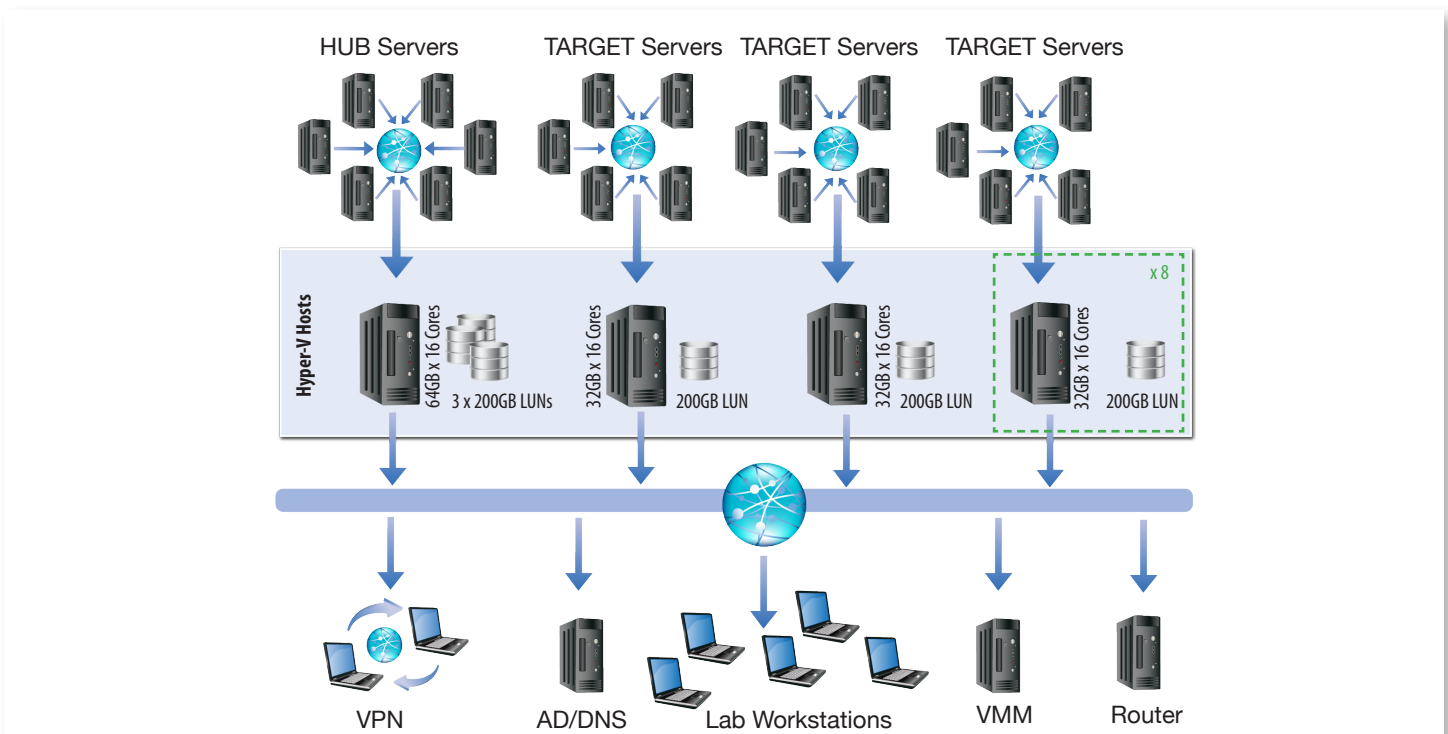 HUB Servers
TARGET Servers
TARGET Servers
TARGET Servers
x 8
Hyper-V Hosts
64GB x 16 Cores
3 x 200GB LUNs
32GB x 16 Cores
200GB LUN
32GB x 16 Cores
200GB LUN
32GB x 16 Cores
200GB LUN
VPN
AD/DNS
Lab Workstations
VMM
Router